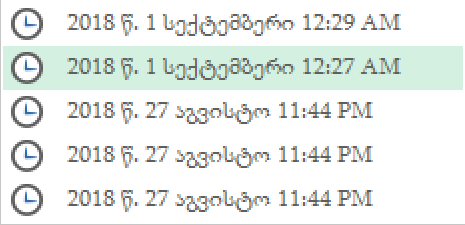 2018 წ. 1 სექტემბერი 12:29 AM
2018 წ. 1 სექტემბერი 12:27 AM
2018 წ. 27 აგვისტო 11:44 PM
2018 წ. 27 აგვისტო 11:44 PM
2018 წ. 27 აგვისტო 11:44 PM